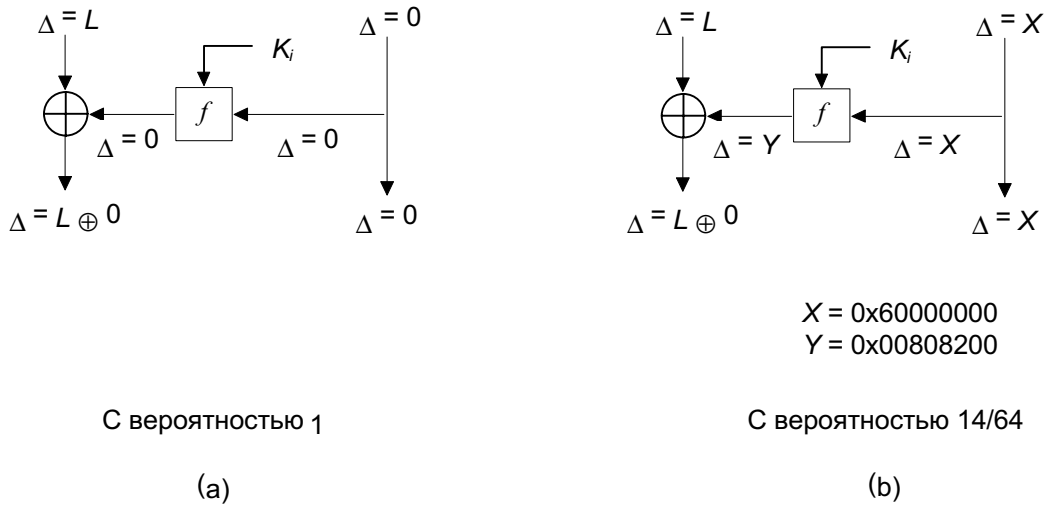 Δ = L
Δ = 0
K_i
f
Δ = 0
Δ = 0
Δ = L ⊕ 0
Δ = 0
Δ = L
Δ = X
K_i
f
Δ = Y
Δ = X
Δ = L ⊕ 0
Δ = X
X = 0x60000000
Y = 0x00808200
С вероятностью 1
С вероятностью 14/64
(a)
(b)